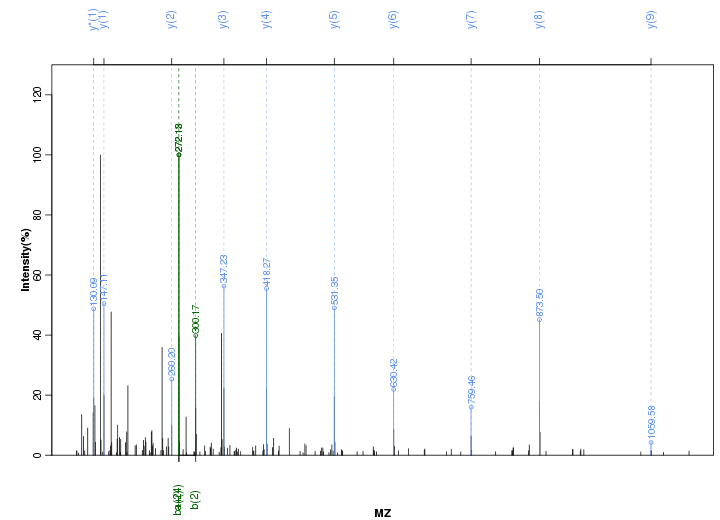 y*(1)
y(1)
y(2)
y(3)
y(4)
y(5)
y(6)
y(7)
y(8)
y(9)
Intensity(%)
0
20
40
60
80
100
120
130.09
147.11
260.20
300.17
347.23
418.27
531.35
630.42
759.46
873.50
1059.58
b(2)
MZ